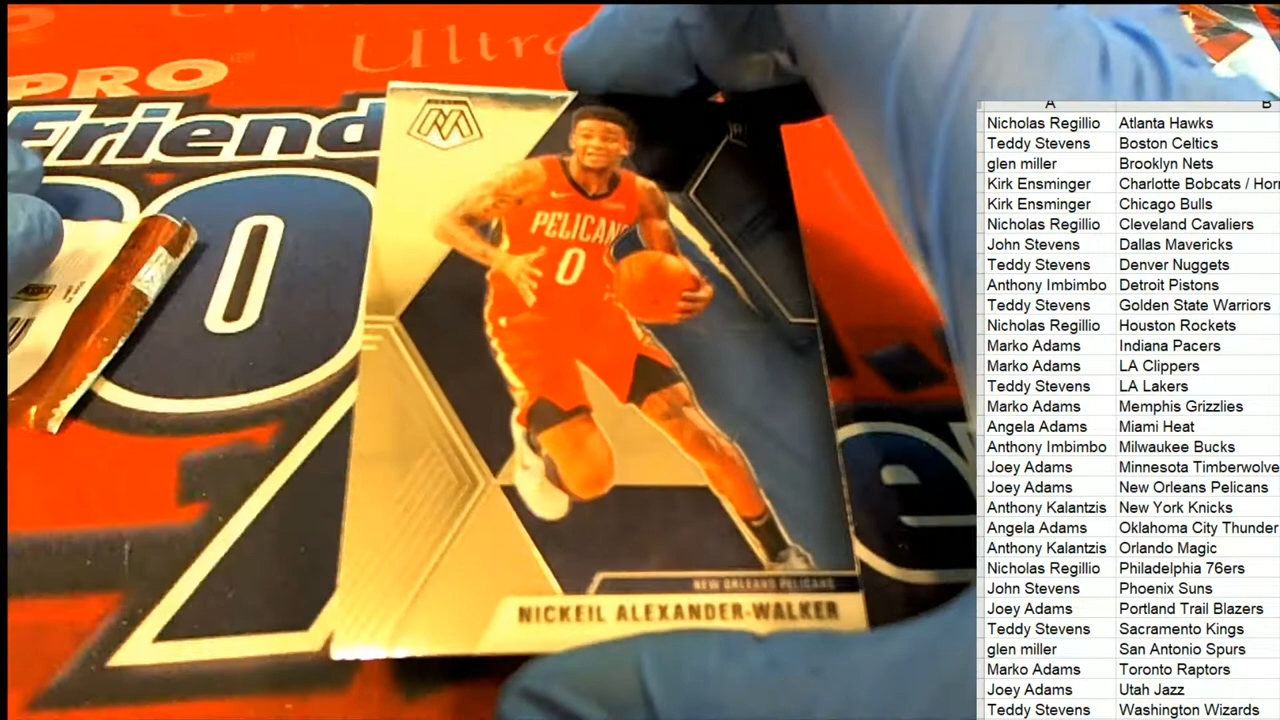 PRO
Ultra
Friend
0
PELICANS
0
NEW ORLEANS PELICANS
NICKEIL ALEXANDER-WALKER
A B
Nicholas Regillio Atlanta Hawks
Teddy Stevens Boston Celtics
glen miller Brooklyn Nets
Kirk Ensminger Charlotte Bobcats / Horn
Kirk Ensminger Chicago Bulls
Nicholas Regillio Cleveland Cavaliers
John Stevens Dallas Mavericks
Teddy Stevens Denver Nuggets
Anthony Imbimbo Detroit Pistons
Teddy Stevens Golden State Warriors
Nicholas Regillio Houston Rockets
Marko Adams Indiana Pacers
Marko Adams LA Clippers
Teddy Stevens LA Lakers
Marko Adams Memphis Grizzlies
Angela Adams Miami Heat
Anthony Imbimbo Milwaukee Bucks
Joey Adams Minnesota Timberwolve
Joey Adams New Orleans Pelicans
Anthony Kalantzis New York Knicks
Angela Adams Oklahoma City Thunder
Anthony Kalantzis Orlando Magic
Nicholas Regillio Philadelphia 76ers
John Stevens Phoenix Suns
Joey Adams Portland Trail Blazers
Teddy Stevens Sacramento Kings
glen miller San Antonio Spurs
Marko Adams Toronto Raptors
Joey Adams Utah Jazz
Teddy Stevens Washington Wizards